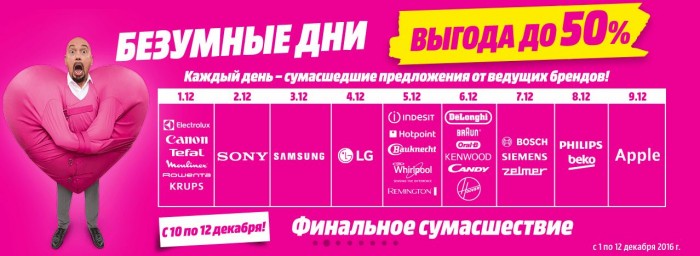 БЕЗУМНЫЕ ДНИ
ВЫГОДА ДО 50%
Каждый день – сумасшедшие предложения от ведущих брендов!
1.12 2.12 3.12 4.12 5.12 6.12 7.12 8.12 9.12
Electrolux
Canon
Tefal
Moulinex
ROWENTA
KRUPS
SONY
SAMSUNG
LG
INDESIT
Hotpoint
Bauknecht
Whirlpool
REMINGTON
DeLonghi
BRAUN
Oral B
KENWOOD
CANDY
Hoover
BOSCH
SIEMENS
zelmer
PHILIPS
beko
Apple
С 10 по 12 декабря!
Финальное сумасшествие
с 1 по 12 декабря 2016 г.